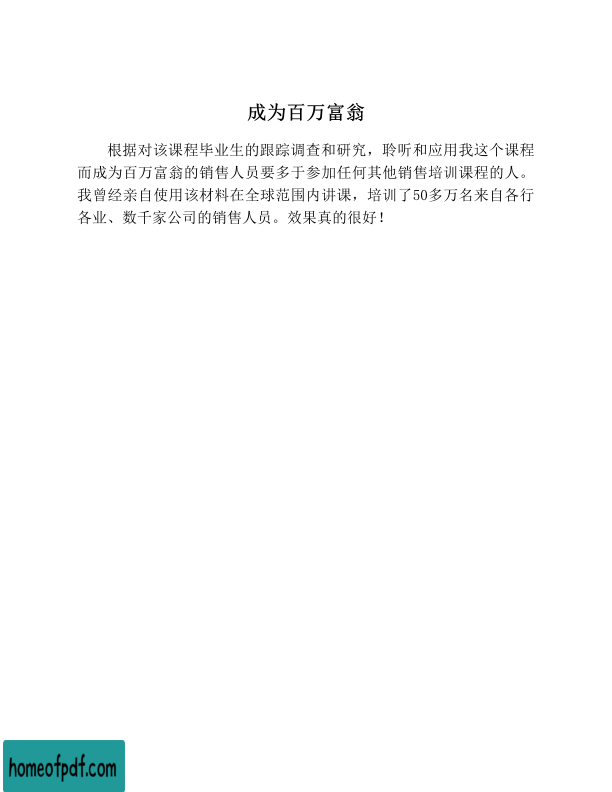 成为百万富翁
根据对该课程毕业生的跟踪调查和研究，聆听和应用我这个课程
而成为百万富翁的销售人员要多于参加任何其他销售培训课程的人。
我曾经亲自使用该材料在全球范围内讲课，培训了50多万名来自各行
各业、数千家公司的销售人员。效果真的很好！
homeofpdf.com